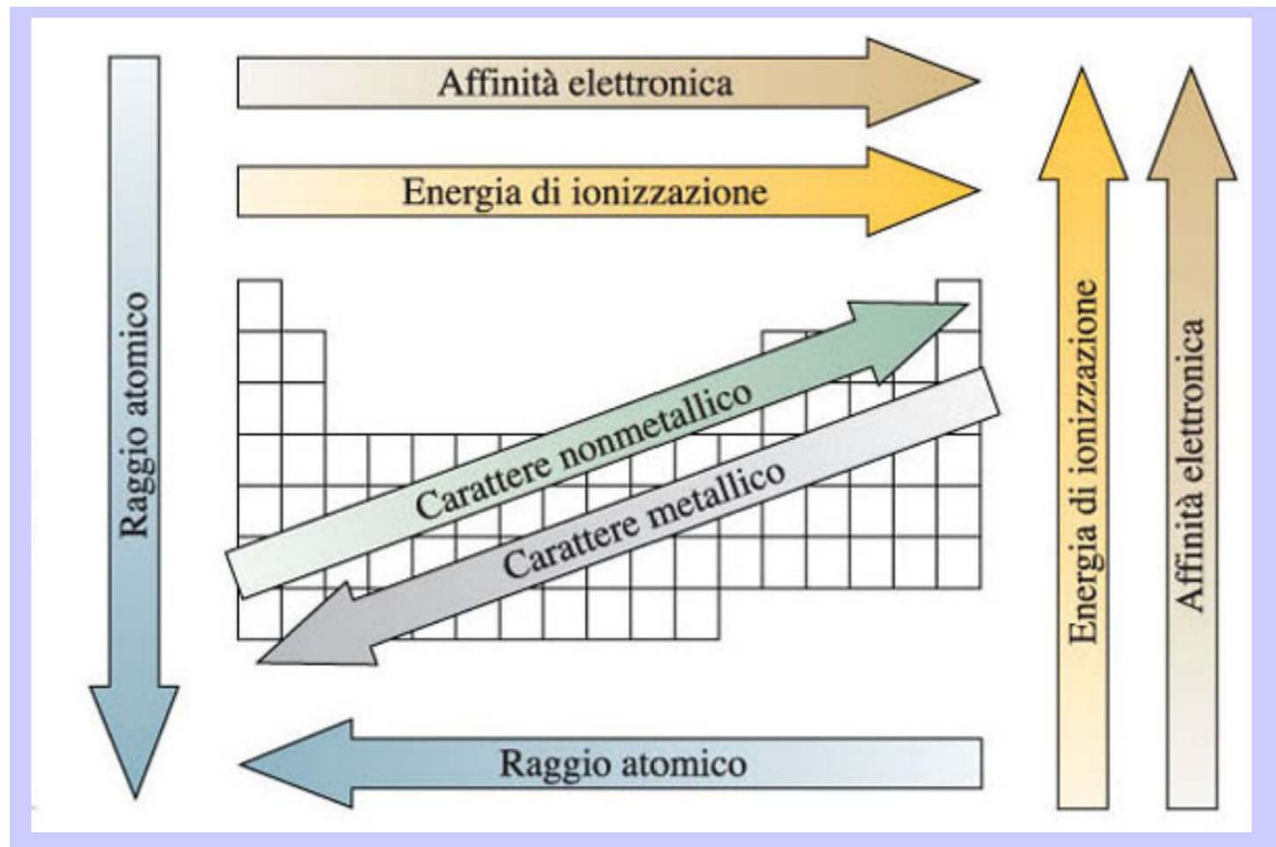 Affinità elettronica
Energia di ionizzazione
Raggio atomico
Carattere nonmetallico
Carattere metallico
Energia di ionizzazione
Affinità elettronica
Raggio atomico